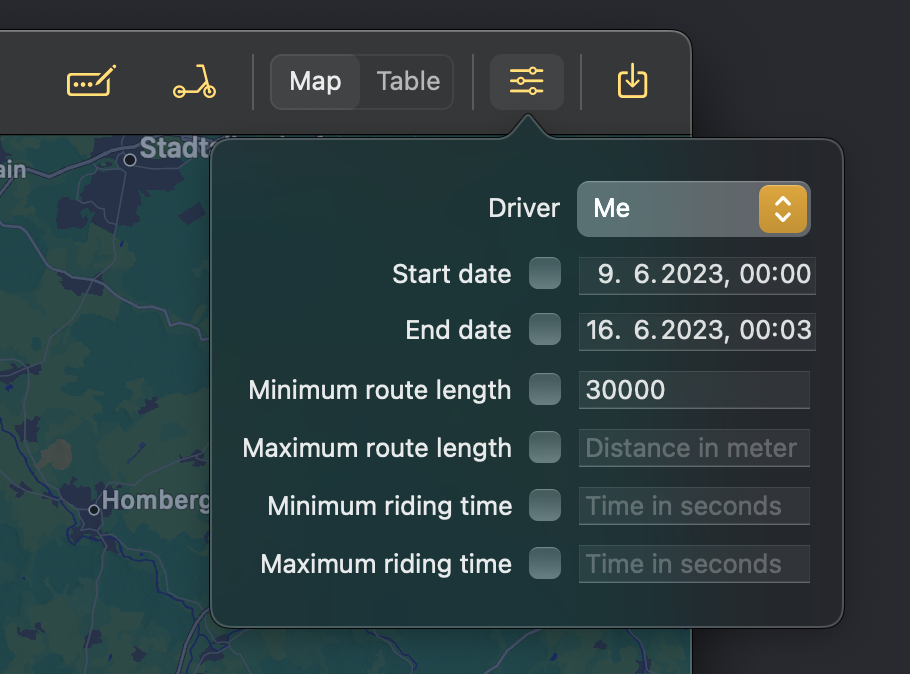 Map Table
Stadta
ain
Driver Me
Start date 9. 6.2023, 00:00
End date 16. 6.2023, 00:03
Minimum route length 30000
Maximum route length Distance in meter
Homberg
Minimum riding time Time in seconds
Maximum riding time Time in seconds